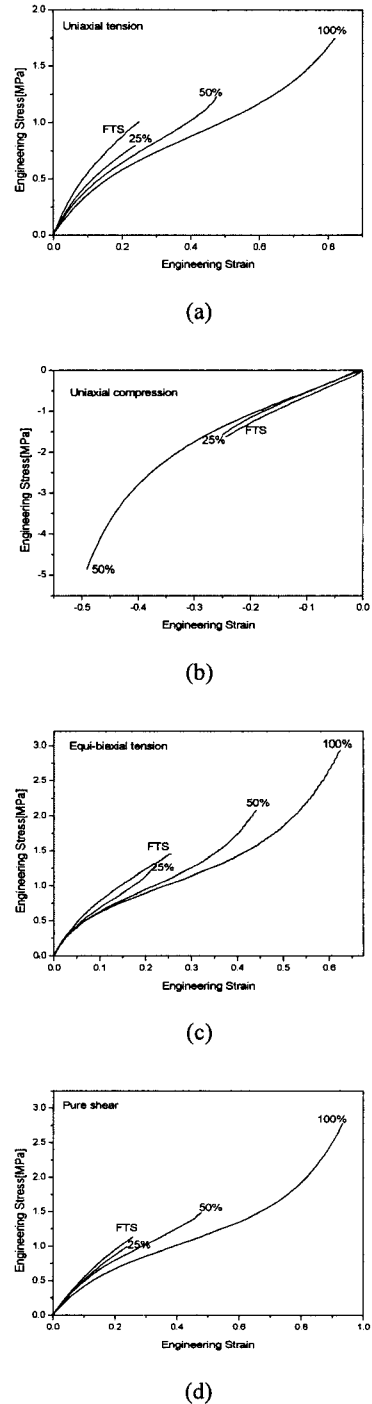 Uniaxial tension
2.0
100%
1.5
50%
FTS
1.0
25%
0.5
0.0
0.0 0.2 0.4 0.6 0.8
Engineering Stress[MPa]
Engineering Strain
(a)
0
Uniaxial compression
-1
25% FTS
-2
-3
-4
50%
-5
-0.5 -0.4 -0.3 -0.2 -0.1 0.0
Engineering Stress[MPa]
Engineering Strain
(b)
Equi-biaxial tension
3.0
100%
2.5
50%
2.0
FTS
1.5
25%
1.0
0.5
0.0
0.0 0.1 0.2 0.3 0.4 0.5 0.6
Engineering Stress[MPa]
Engineering Strain
(c)
Pure shear
3.0
100%
2.5
2.0
50%
1.5
FTS
25%
1.0
0.5
0.0
0.0 0.2 0.4 0.6 0.8 1.0
Engineering Stress[MPa]
Engineering Strain
(d)